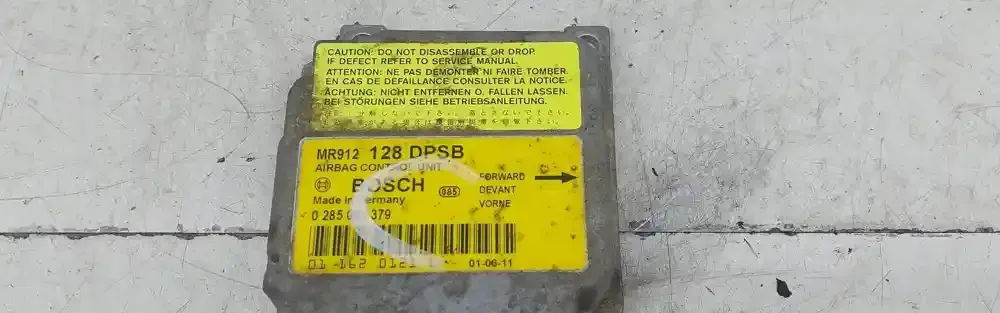 CAUTION: DO NOT DISASSEMBLE OR DROP.
IF DEFECT REFER TO SERVICE MANUAL.
ATTENTION: NE PAS DEMONTER NI FAIRE TOMBER.
EN CAS DE DEFAILLANCE CONSULTER LA NOTICE.
ACHTUNG: NICHT ENTFERNEN O. FALLEN LASSEN.
BEI STÖRUNGEN SIEHE BETRIEBSANLEITUNG.
MR912 128 DPSB
AIRBAG CONTROL UNIT
BOSCH
985
FORWARD
DEVANT
VORNE
Made in Germany
0 285 379
01-06-11